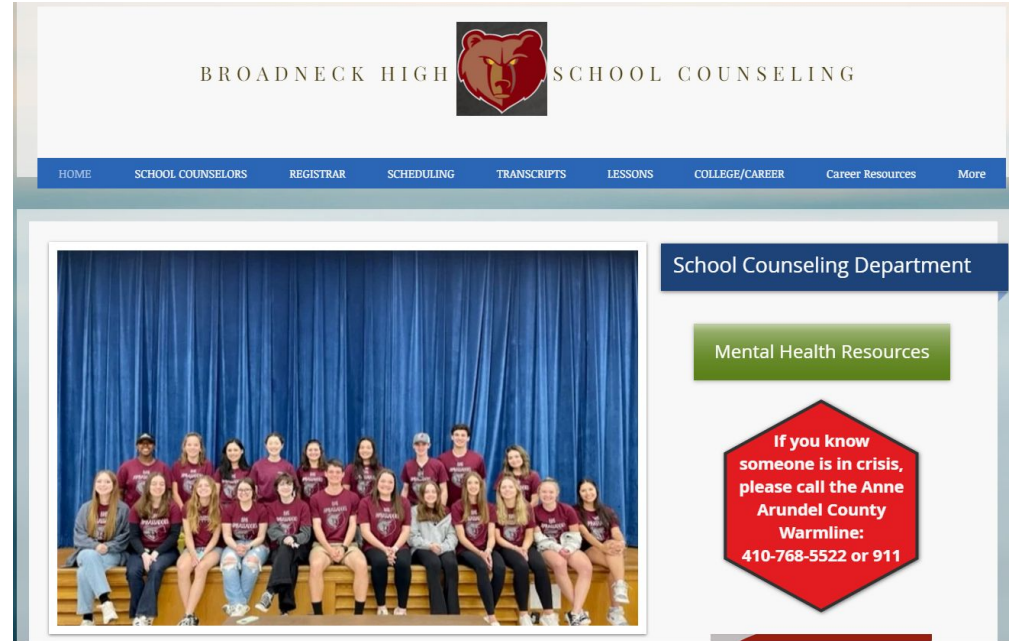 BROADNECK HIGH SCHOOL COUNSELING
HOME SCHOOL COUNSELORS REGISTRAR SCHEDULING TRANSCRIPTS LESSONS COLLEGE/CAREER Career Resources More
School Counseling Department
Mental Health Resources
If you know
someone is in crisis,
please call the Anne
Arundel County
Warmline:
410-768-5522 or 911